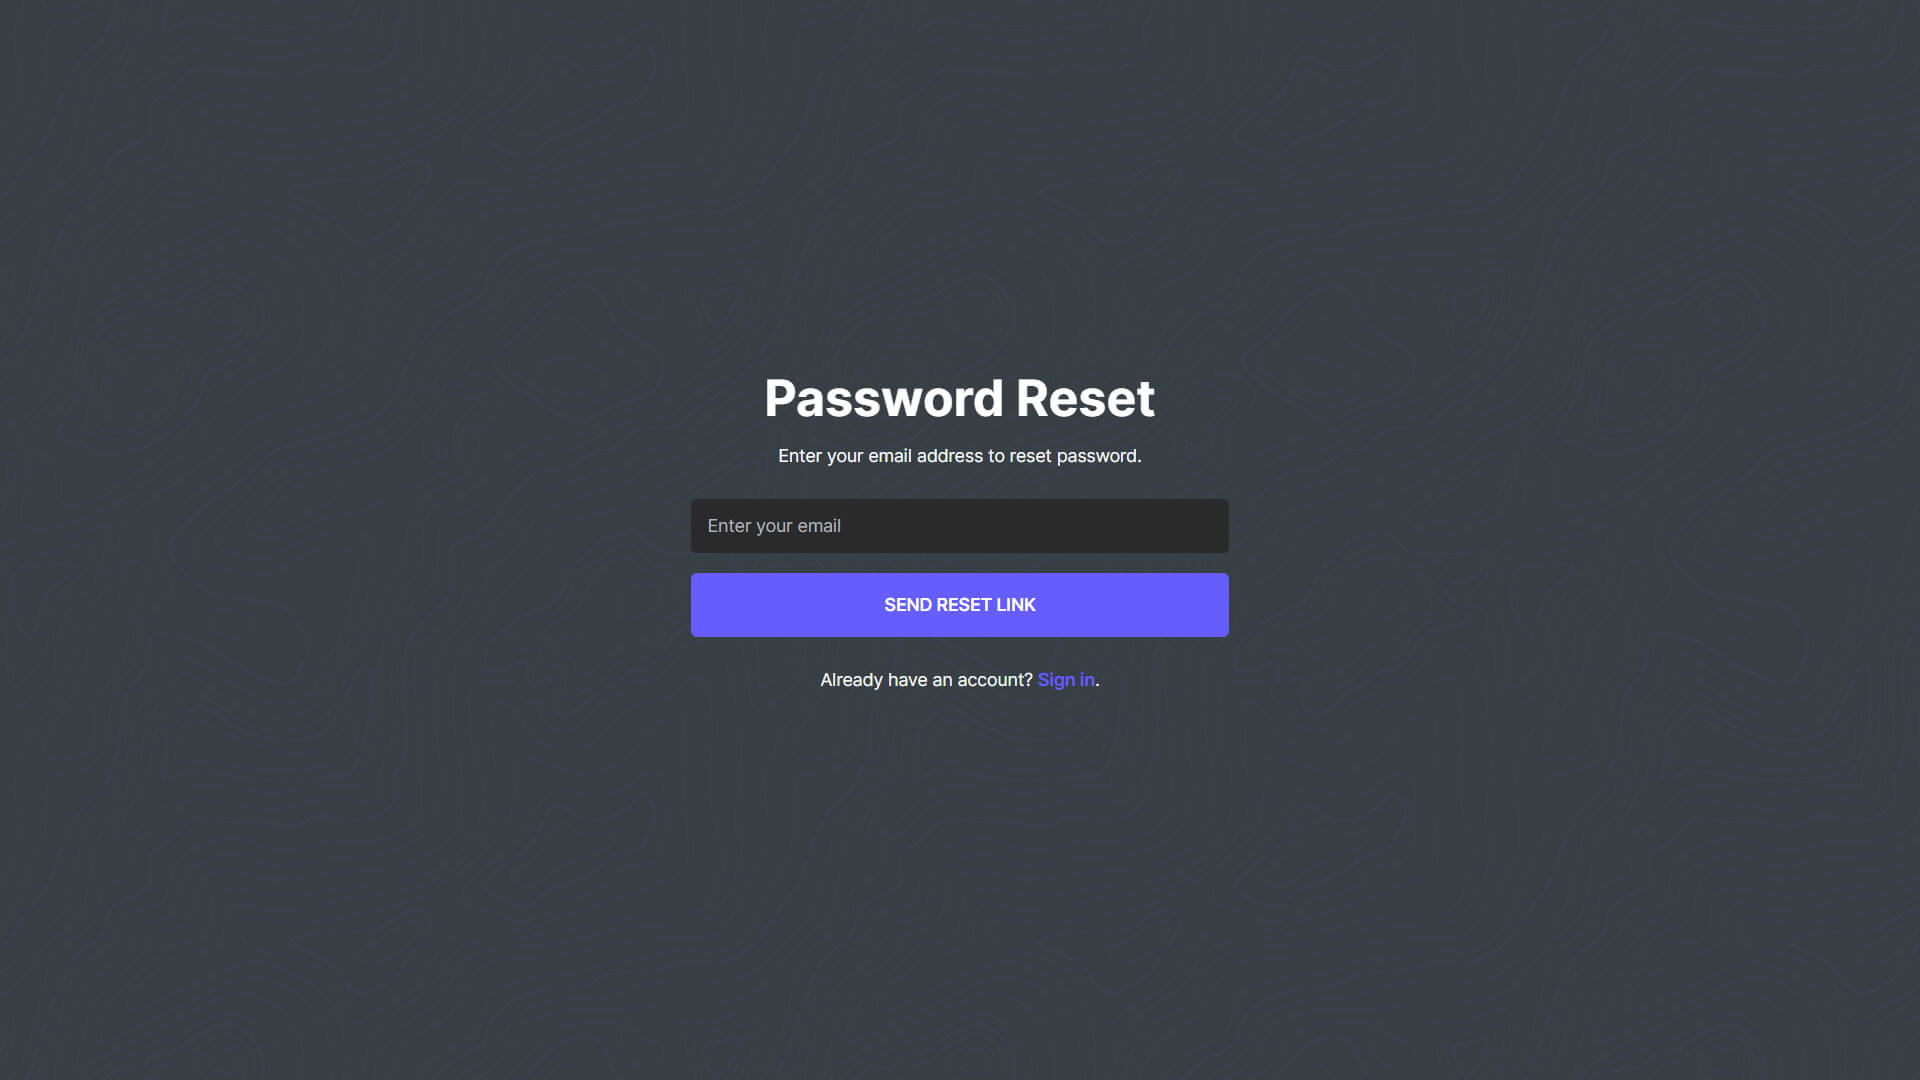 Password Reset
Enter your email address to reset password.
Enter your email
SEND RESET LINK
Already have an account? Sign in.